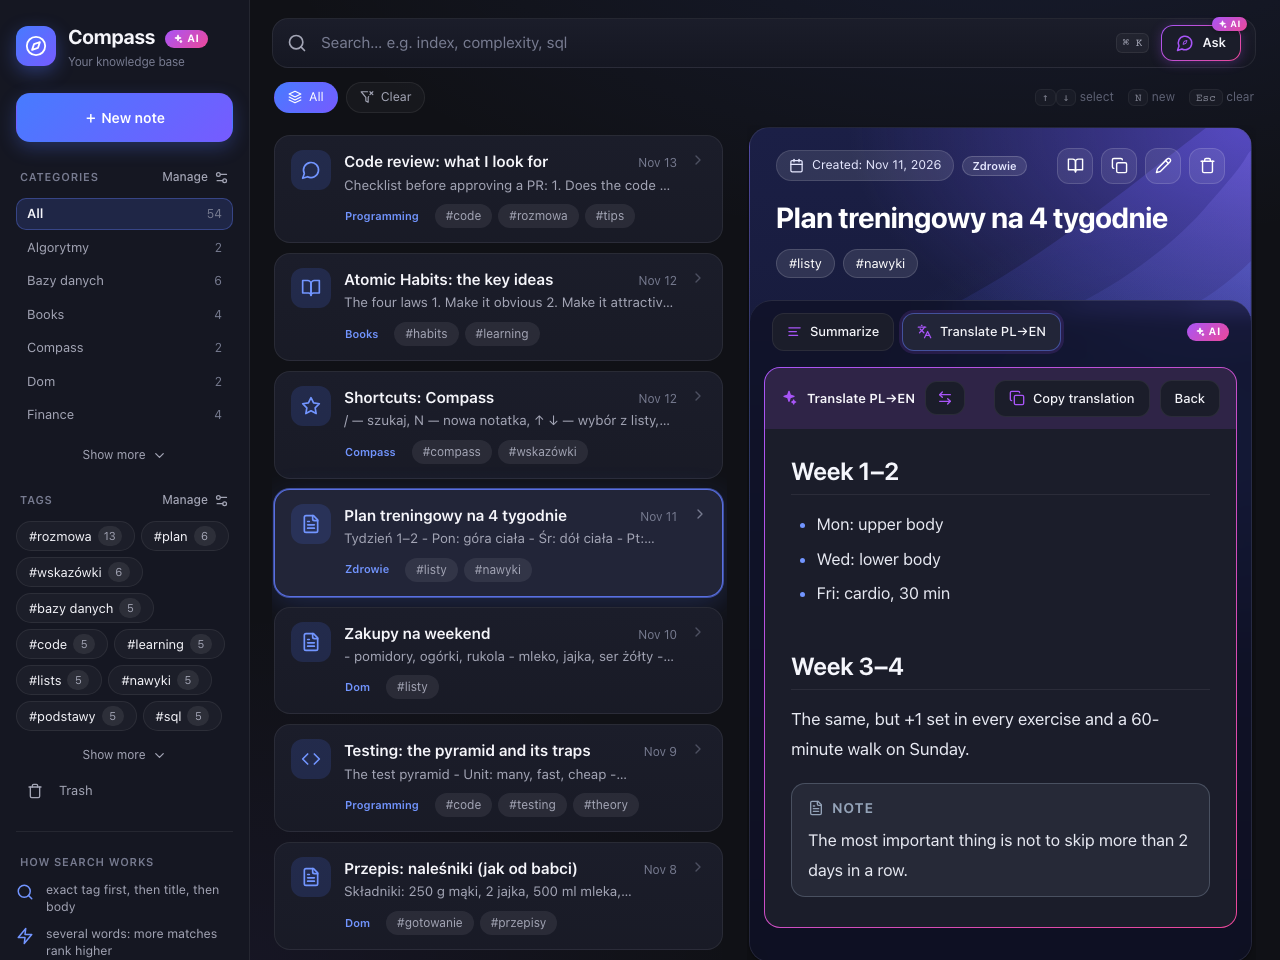 Compass
AI
Your knowledge base
+ New note
CATEGORIES
Manage
All 54
Algorytmy 2
Bazy danych 6
Books 4
Compass 2
Dom 2
Finance 4
Show more
TAGS
Manage
#rozmowa 13
#plan 6
#wskazówki 6
#bazy danych 5
#code 5
#learning 5
#lists 5
#nawyki 5
#podstawy 5
#sql 5
Show more
Trash
HOW SEARCH WORKS
exact tag first, then title, then
body
several words: more matches
rank higher
Search... e.g. index, complexity, sql
⌘ K
Ask
AI
All
Clear
↑ ↓ select
N new
Esc clear
Code review: what I look for
Nov 13
Checklist before approving a PR: 1. Does the code ...
Programming
#code
#rozmowa
#tips
Atomic Habits: the key ideas
Nov 12
The four laws 1. Make it obvious 2. Make it attractiv...
Books
#habits
#learning
Shortcuts: Compass
Nov 12
/ — szukaj, N — nowa notatka, ↑ ↓ — wybór z listy,...
Compass
#compass
#wskazówki
Plan treningowy na 4 tygodnie
Nov 11
Tydzień 1–2 - Pon: góra ciała - Śr: dół ciała - Pt:...
Zdrowie
#listy
#nawyki
Zakupy na weekend
Nov 10
- pomidory, ogórki, rukola - mleko, jajka, ser żółty -...
Dom
#listy
Testing: the pyramid and its traps
Nov 9
The test pyramid - Unit: many, fast, cheap -...
Programming
#code
#testing
#theory
Przepis: naleśniki (jak od babci)
Nov 8
Składniki: 250 g mąki, 2 jajka, 500 ml mleka,...
Dom
#gotowanie
#przepisy
Created: Nov 11, 2026
Zdrowie
Plan treningowy na 4 tygodnie
#listy
#nawyki
Summarize
Translate PL→EN
AI
Translate PL→EN
Copy translation
Back
Week 1–2
• Mon: upper body
• Wed: lower body
• Fri: cardio, 30 min
Week 3–4
The same, but +1 set in every exercise and a 60-
minute walk on Sunday.
NOTE
The most important thing is not to skip more than 2
days in a row.